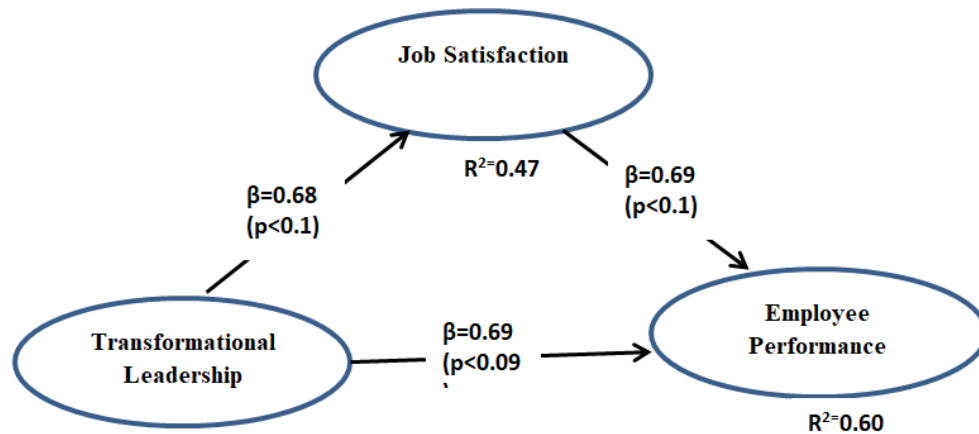 Job Satisfaction
R²⁼0.47
β=0.68
(p<0.1)
β=0.69
(p<0.1)
Transformational
Leadership
β=0.69
(p<0.09
)
Employee
Performance
R²⁼0.60